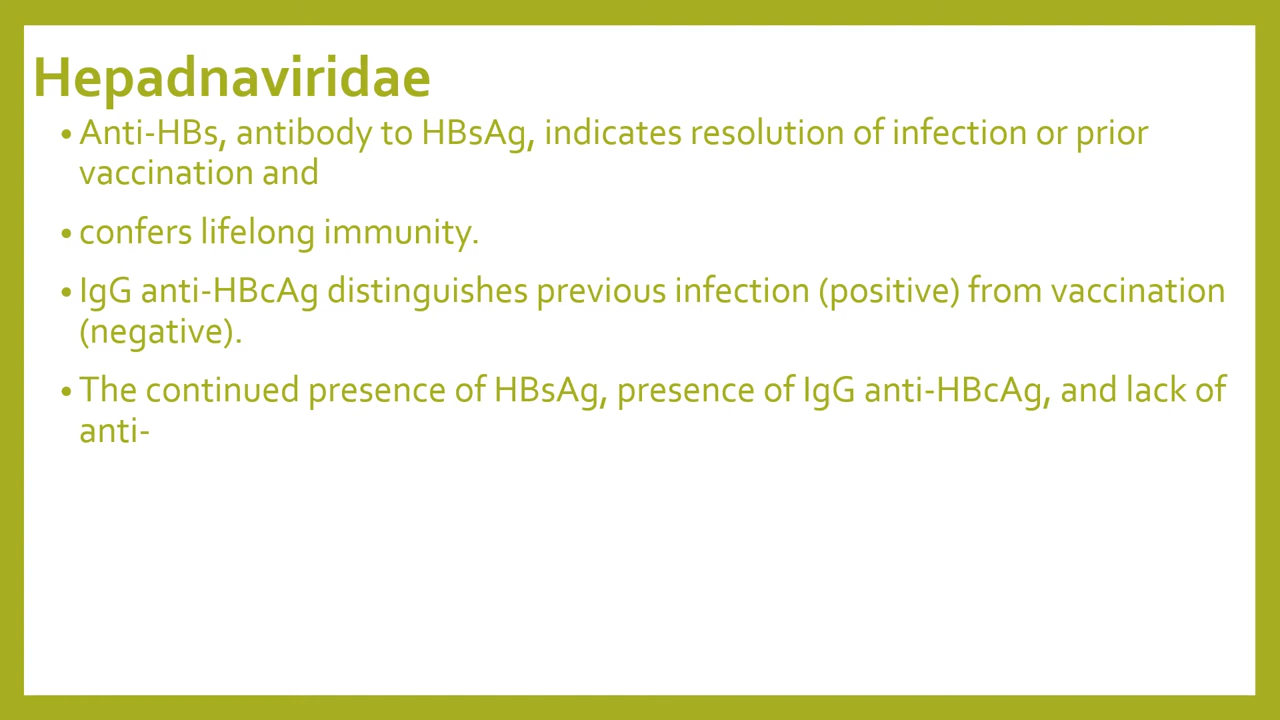 Hepadnaviridae
• Anti-HBs, antibody to HBsAg, indicates resolution of infection or prior
vaccination and
• confers lifelong immunity.
• IgG anti-HBcAg distinguishes previous infection (positive) from vaccination
(negative).
• The continued presence of HBsAg, presence of IgG anti-HBcAg, and lack of
anti-